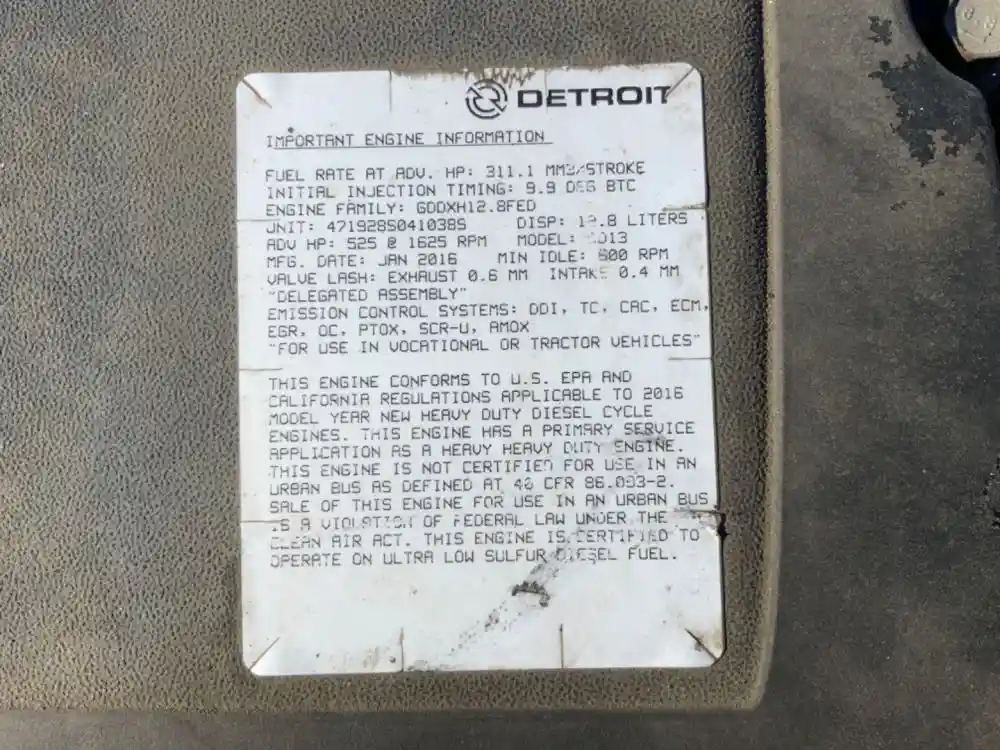 DETROIT
IMPORTANT ENGINE INFORMATION
FUEL RATE AT ADV. HP: 311.1 MM3/STROKE
INITIAL INJECTION TIMING: 9.9 DEG BTC
ENGINE FAMILY: GDDXH12.8FED
UNIT: 471928S0410385 DISP: 12.8 LITERS
ADV HP: 525 @ 1625 RPM MODEL:
MFG. DATE: JAN 2016 MIN IDLE: 600 RPM
VALVE LASH: EXHAUST 0.6 MM INTAKE 0.4 MM
"DELEGATED ASSEMBLY"
EMISSION CONTROL SYSTEMS: DDI, TC, CAC, ECM,
EGR, OC, PTOX, SCR-U, AMOX
"FOR USE IN VOCATIONAL OR TRACTOR VEHICLES"
THIS ENGINE CONFORMS TO U.S. EPA AND
CALIFORNIA REGULATIONS APPLICABLE TO 2016
MODEL YEAR NEW HEAVY DUTY DIESEL CYCLE
ENGINES. THIS ENGINE HAS A PRIMARY SERVICE
APPLICATION AS A HEAVY HEAVY DUTY ENGINE.
THIS ENGINE IS NOT CERTIFIED FOR USE IN AN
URBAN BUS AS DEFINED AT 40 CFR 86.093-2.
SALE OF THIS ENGINE FOR USE IN AN URBAN BUS
IS A VIOLATION OF FEDERAL LAW UNDER THE
CLEAN AIR ACT. THIS ENGINE IS CERTIFIED TO
OPERATE ON ULTRA LOW SULFUR DIESEL FUEL.